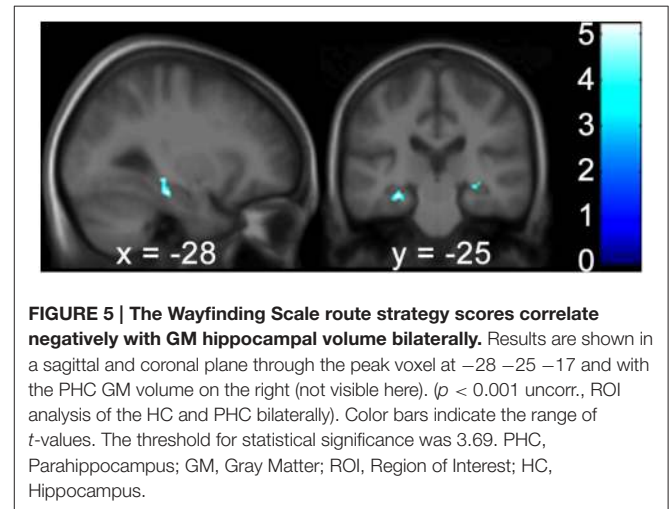 5
4
3
2
1
0
x = -28
y = -25
FIGURE 5 | The Wayfinding Scale route strategy scores correlate
negatively with GM hippocampal volume bilaterally. Results are shown in
a sagittal and coronal plane through the peak voxel at −28 −25 −17 and with
the PHC GM volume on the right (not visible here). (p < 0.001 uncorr., ROI
analysis of the HC and PHC bilaterally). Color bars indicate the range of
t-values. The threshold for statistical significance was 3.69. PHC,
Parahippocampus; GM, Gray Matter; ROI, Region of Interest; HC,
Hippocampus.